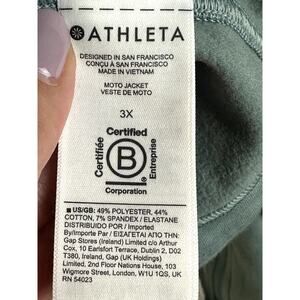 ATHLETA
DESIGNED IN SAN FRANCISCO
CONÇU À SAN FRANCISCO
MADE IN VIETNAM
MOTO JACKET
VESTE DE MOTO
3X
Certified
Certifiée
B
Entreprise
Corporation
US/GB: 49% POLYESTER, 44%
COTTON, 7% SPANDEX / ELASTANE
DISTRIBUIDO POR / Imported
By/Importe Par / ΕΙΣΑΓΕΤΑΙ ΑΠΟ ΤΗ:
Gap Stores (Ireland) Limited c/o Arthur
Cox, 10 Earlsfort Terrace, Dublin 2, D02
T380, Ireland, Gap (UK Holdings)
Limited, 2nd Floor Nations House, 103
Wigmore Street, London, W1U 1QS, UK
RN 54023